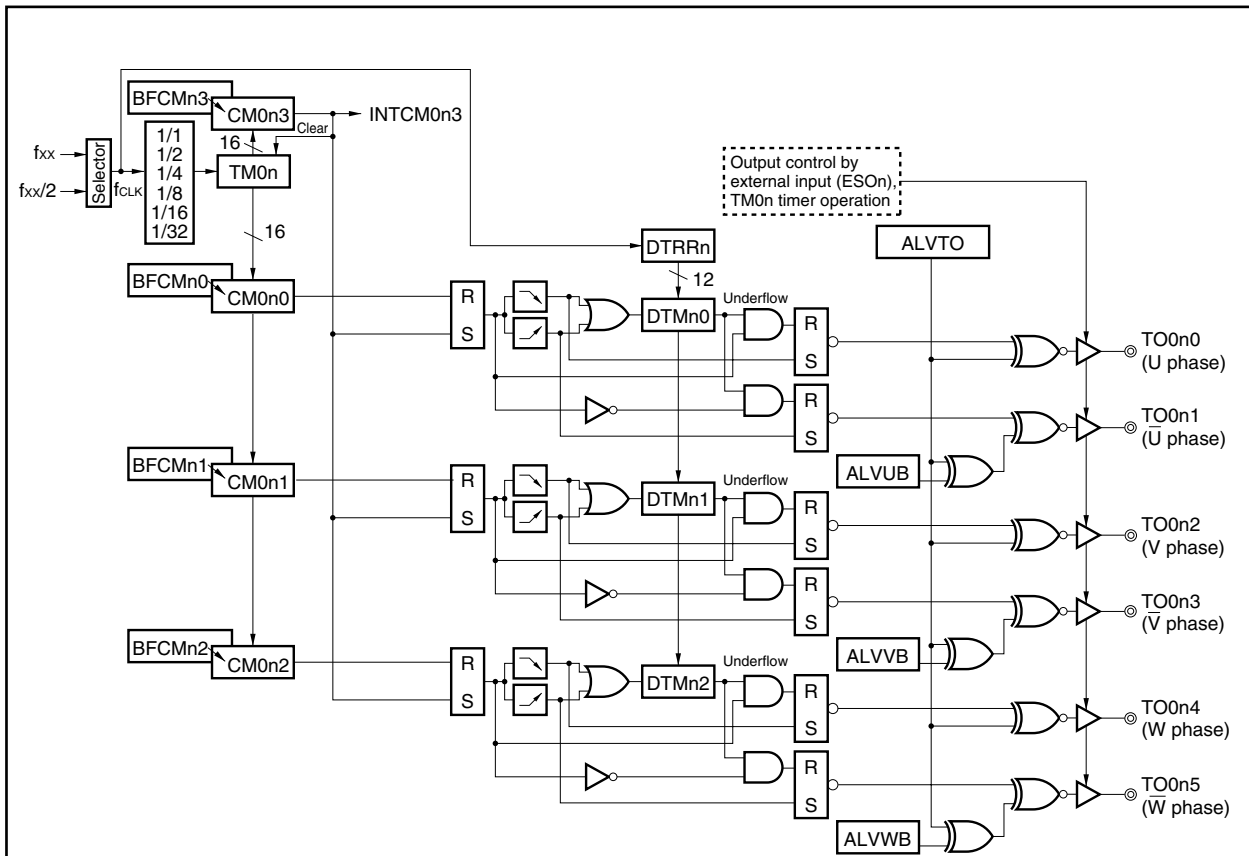 BFCMn3
CM0n3
INTCM0n3
Clear
16
fXX
fXX/2
Selector
fCLK
1/1
1/2
1/4
1/8
1/16
1/32
TM0n
16
Output control by
external input (ESOn),
TM0n timer operation
ALVTO
DTRRn
12
BFCMn0
CM0n0
R
S
DTMn0
Underflow
R
S
R
S
TO0n0
(U phase)
TO0n1
(U̅ phase)
ALVUB
BFCMn1
CM0n1
R
S
DTMn1
Underflow
R
S
R
S
TO0n2
(V phase)
TO0n3
(V̅ phase)
ALVVB
BFCMn2
CM0n2
R
S
DTMn2
Underflow
R
S
R
S
TO0n4
(W phase)
TO0n5
(W̅ phase)
ALVWB